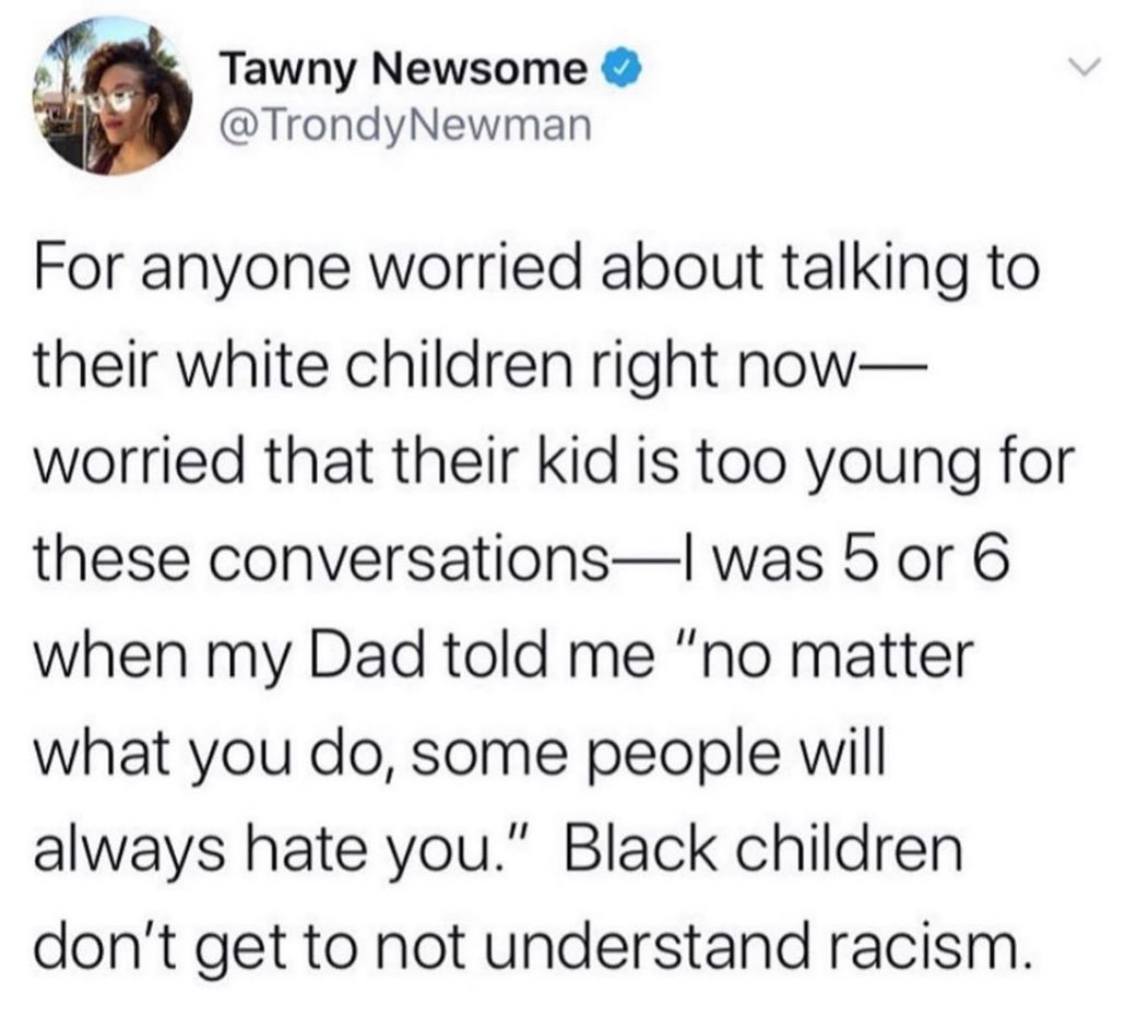 Tawny Newsome
@TrondyNewman
For anyone worried about talking to
their white children right now—
worried that their kid is too young for
these conversations—I was 5 or 6
when my Dad told me "no matter
what you do, some people will
always hate you."  Black children
don't get to not understand racism.